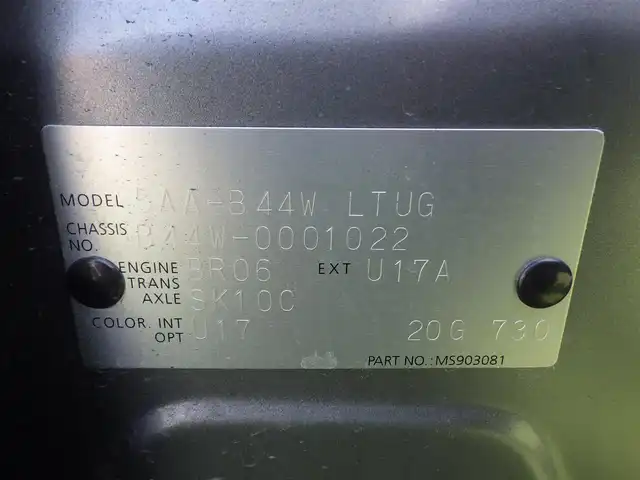 MODEL 5AA-B44W LTUG
CHASSIS NO. B44W-0001022
ENGINE BR06 EXT U17A
TRANS AXLE SK10C
COLOR. INT U17 20G 730
OPT
PART NO.:MS903081